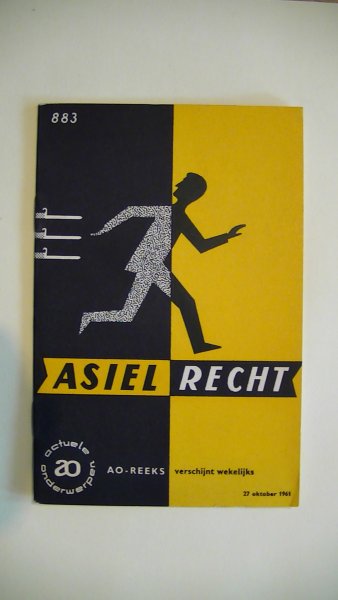 883
ASIEL RECHT
actuele
onderwerpen
ao
AO-REEKS verschijnt wekelijks
27 oktober 1961